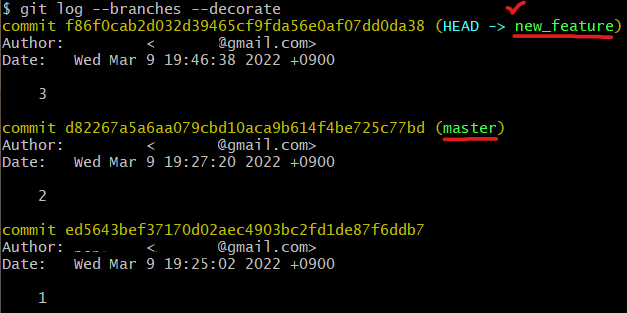 $ git log --branches --decorate
commit f86f0cab2d032d39465cf9fda56e0af07dd0da38 (HEAD -> new_feature)
Author: < @gmail.com>
Date: Wed Mar 9 19:46:38 2022 +0900
3
commit d82267a5a6aa079cbd10aca9b614f4be725c77bd (master)
Author: < @gmail.com>
Date: Wed Mar 9 19:27:20 2022 +0900
2
commit ed5643bef37170d02aec4903bc2fd1de87f6ddb7
Author: < @gmail.com>
Date: Wed Mar 9 19:25:02 2022 +0900
1